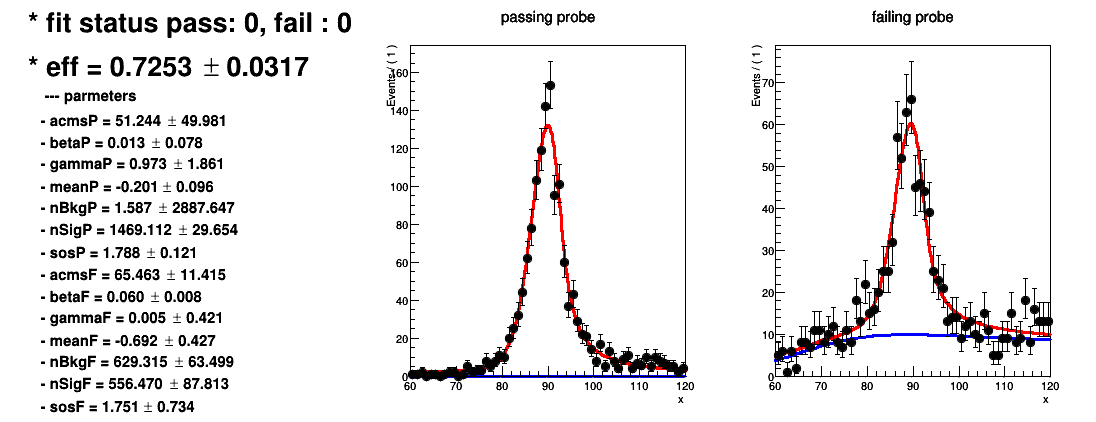 * fit status pass: 0, fail : 0
* eff = 0.7253 ± 0.0317
--- parmeters
- acmsP = 51.244 ± 49.981
- betaP = 0.013 ± 0.078
- gammaP = 0.973 ± 1.861
- meanP = -0.201 ± 0.096
- nBkgP = 1.587 ± 2887.647
- nSigP = 1469.112 ± 29.654
- sosP = 1.788 ± 0.121
- acmsF = 65.463 ± 11.415
- betaF = 0.060 ± 0.008
- gammaF = 0.005 ± 0.421
- meanF = -0.692 ± 0.427
- nBkgF = 629.315 ± 63.499
- nSigF = 556.470 ± 87.813
- sosF = 1.751 ± 0.734
passing probe
Events / ( 1 )
160
140
120
100
80
60
40
20
0
60 70 80 90 100 110 120
x
failing probe
Events / ( 1 )
70
60
50
40
30
20
10
0
60 70 80 90 100 110 120
x